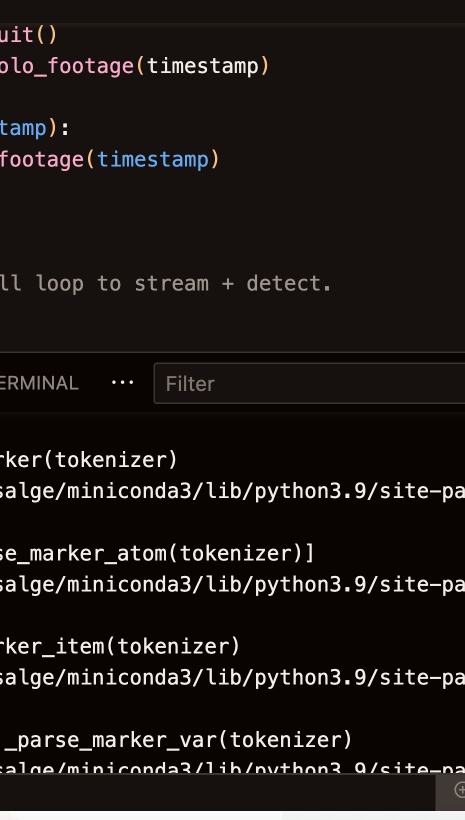 uit()
olo_footage(timestamp)
tamp):
footage(timestamp)
ll loop to stream + detect.
ERMINAL ··· Filter
rker(tokenizer)
salge/miniconda3/lib/python3.9/site-pa
se_marker_atom(tokenizer)]
salge/miniconda3/lib/python3.9/site-pa
rker_item(tokenizer)
salge/miniconda3/lib/python3.9/site-pa
_parse_marker_var(tokenizer)
salge/miniconda3/lib/python3.9/site-pa